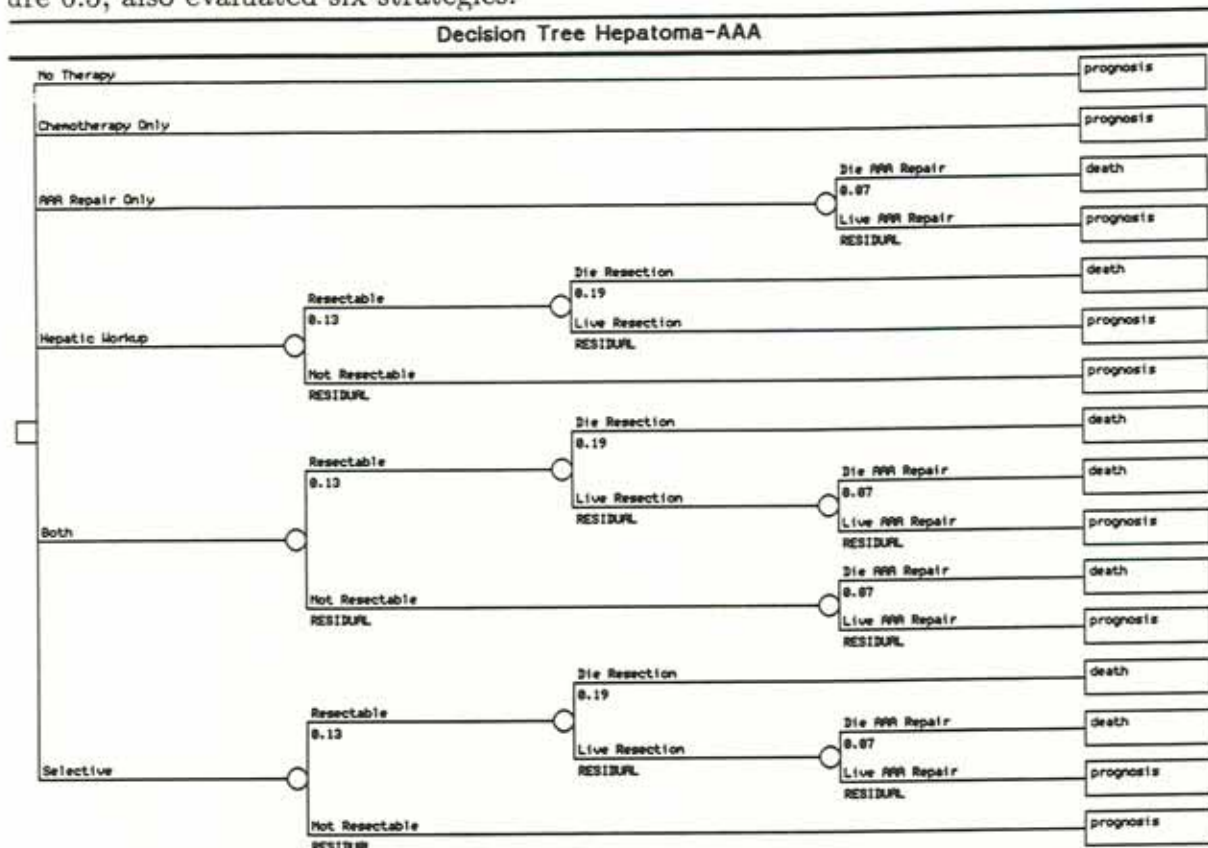 ure 6.3, also evaluated six strategies.
Decision Tree Hepatoma-AAA
No Therapy
prognosis
Chemotherapy Only
prognosis
AAA Repair Only
Die AAA Repair
0.07
death
Live AAA Repair
RESIDUAL
prognosis
Hepatic Workup
Resectable
0.13
Die Resection
0.19
death
Live Resection
RESIDUAL
prognosis
Not Resectable
RESIDUAL
prognosis
Both
Resectable
0.13
Die Resection
0.19
death
Live Resection
RESIDUAL
Die AAA Repair
0.07
death
Live AAA Repair
RESIDUAL
prognosis
Not Resectable
RESIDUAL
Die AAA Repair
0.07
death
Live AAA Repair
RESIDUAL
prognosis
Selective
Resectable
0.13
Die Resection
0.19
death
Live Resection
RESIDUAL
Die AAA Repair
0.07
death
Live AAA Repair
RESIDUAL
prognosis
Not Resectable
RESIDUAL
prognosis